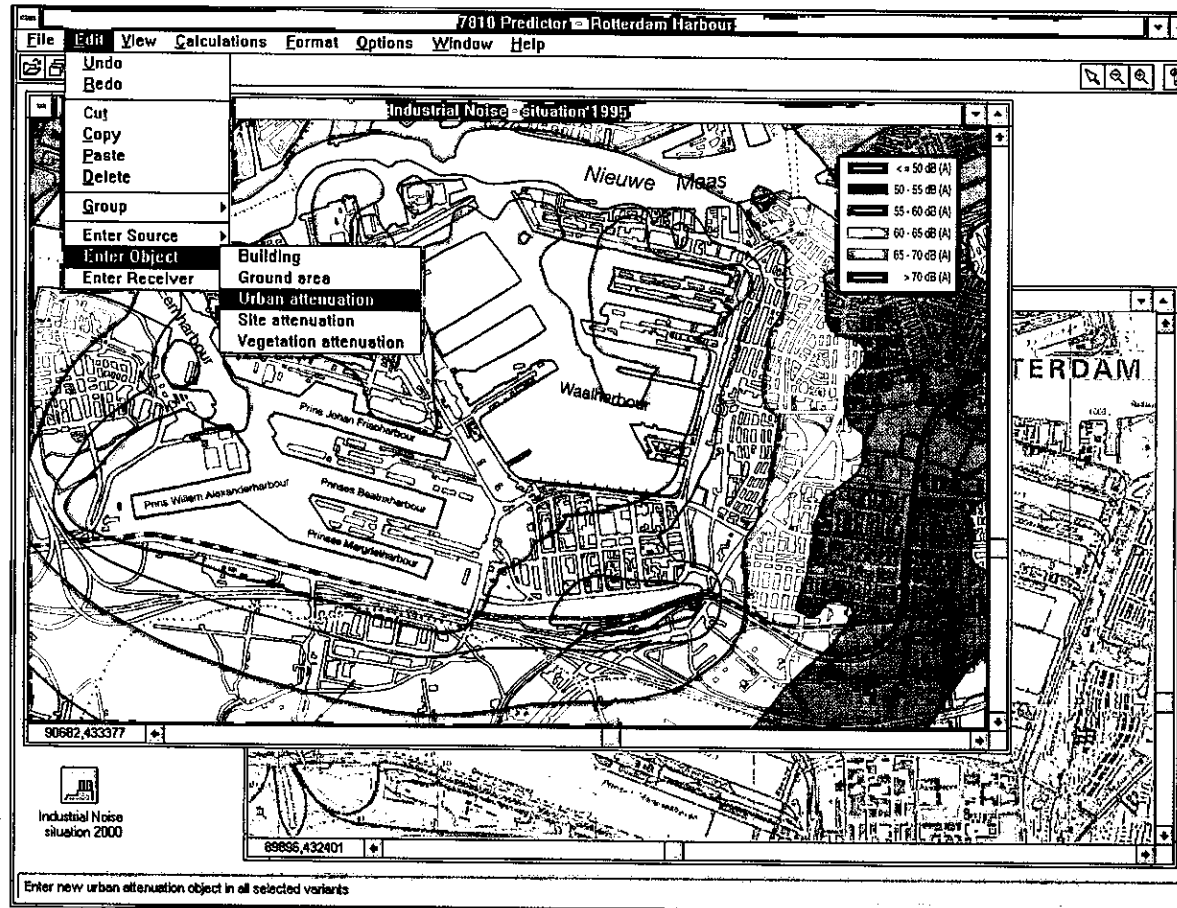 7810 Predictor - Rotterdam Harbour
File Edit View Calculations Format Options Window Help
Undo
Redo
Cut
Copy
Paste
Delete
Group
Enter Source
Enter Object
Enter Receiver
Building
Ground area
Urban attenuation
Site attenuation
Vegetation attenuation
Industrial Noise - situation 1995
Nieuwe Maas
<= 50 dB (A)
50 - 55 dB (A)
55 - 60 dB (A)
60 - 65 dB (A)
65 - 70 dB (A)
> 70 dB (A)
Waalharbour
Prins Johan Frisoharbour
Prins Willem Alexanderharbour
Prinses Beatrixharbour
Prinses Margrietharbour
TERDAM
90682,433377
Industrial Noise
situation 2000
89896,432401
Enter new urban attenuation object in all selected variants